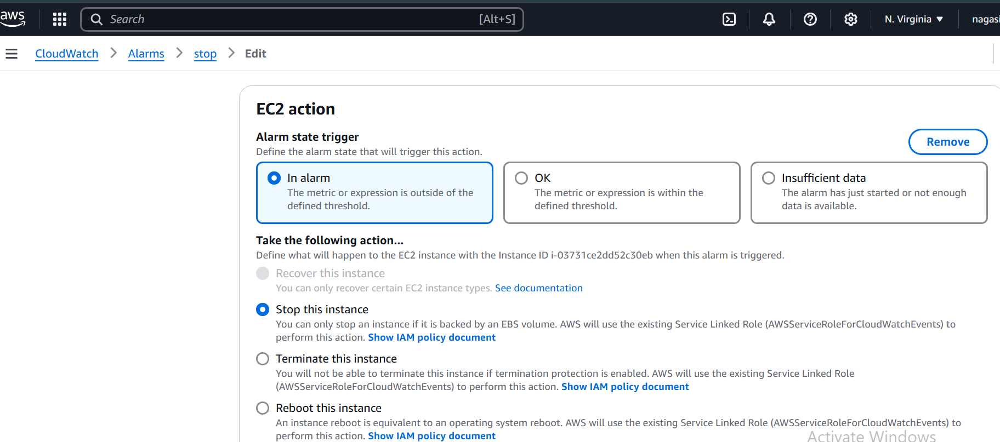 aws
Search [Alt+S]
N. Virginia
CloudWatch > Alarms > stop > Edit
EC2 action
Alarm state trigger
Define the alarm state that will trigger this action.
Remove
In alarm
The metric or expression is outside of the
defined threshold.
OK
The metric or expression is within the
defined threshold.
Insufficient data
The alarm has just started or not enough
data is available.
Take the following action...
Define what will happen to the EC2 instance with the Instance ID i-03731ce2dd52c30eb when this alarm is triggered.
Recover this instance
You can only recover certain EC2 instance types. See documentation
Stop this instance
You can only stop an instance if it is backed by an EBS volume. AWS will use the existing Service Linked Role (AWSServiceRoleForCloudWatchEvents) to
perform this action. Show IAM policy document
Terminate this instance
You will not be able to terminate this instance if termination protection is enabled. AWS will use the existing Service Linked Role
(AWSServiceRoleForCloudWatchEvents) to perform this action. Show IAM policy document
Reboot this instance
An instance reboot is equivalent to an operating system reboot. AWS will use the existing Service Linked Role (AWSServiceRoleForCloudWatchEvents) to
perform this action. Show IAM policy document
Activate Windows